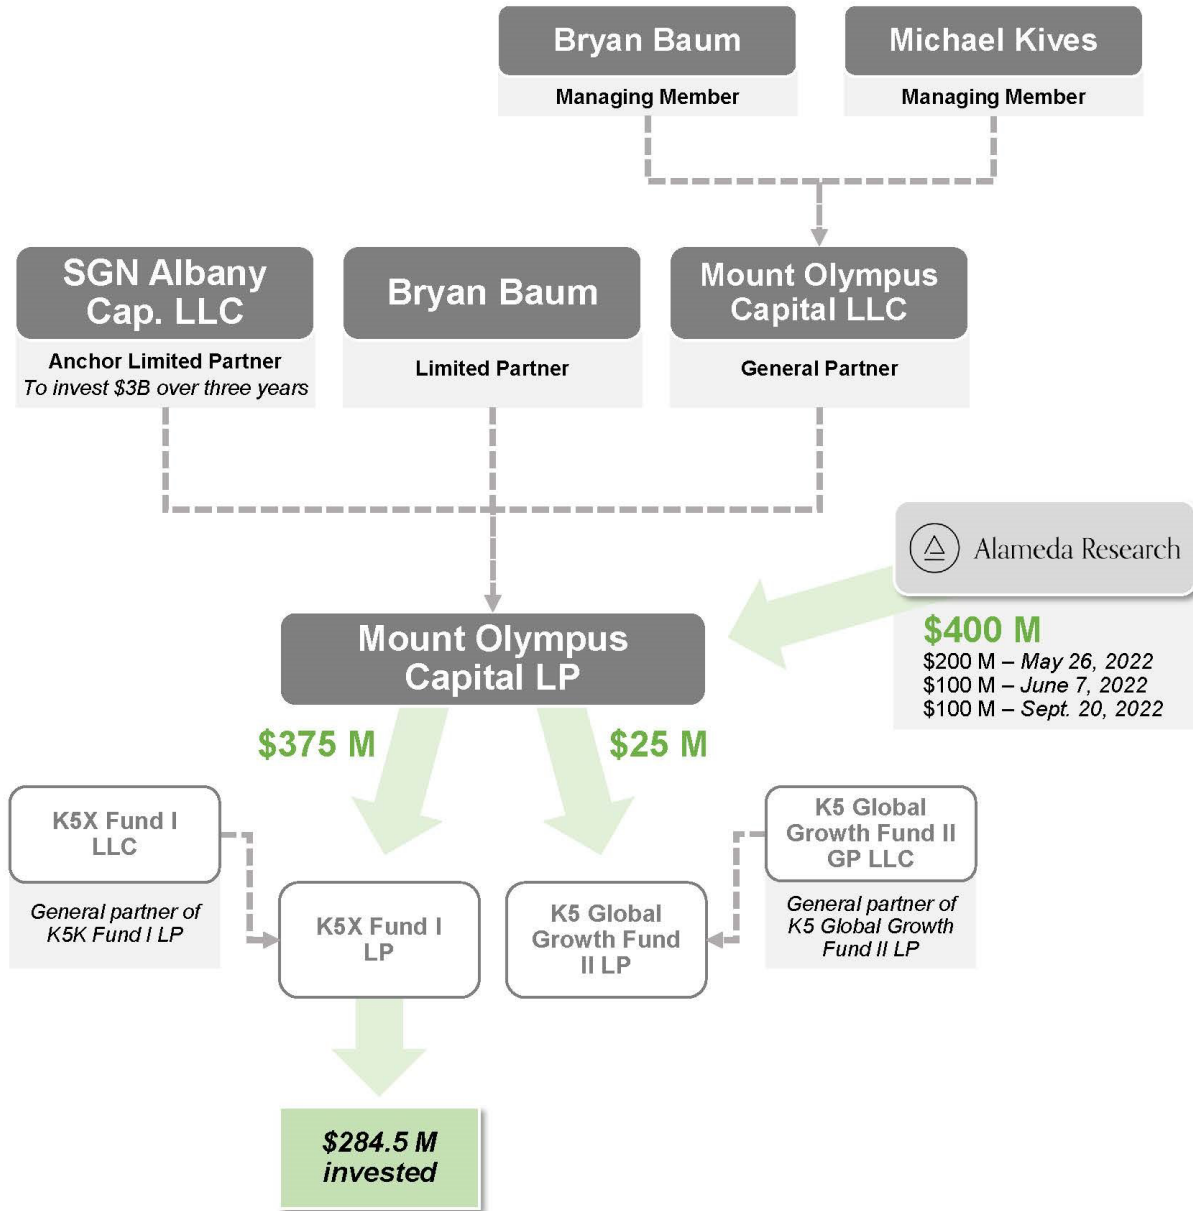 Bryan Baum
Managing Member
Michael Kives
Managing Member
SGN Albany
Cap. LLC
Anchor Limited Partner
To invest $3B over three years
Bryan Baum
Limited Partner
Mount Olympus
Capital LLC
General Partner
Alameda Research
$400 M
$200 M – May 26, 2022
$100 M – June 7, 2022
$100 M – Sept. 20, 2022
Mount Olympus
Capital LP
$375 M
$25 M
K5X Fund I
LLC
General partner of
K5K Fund I LP
K5X Fund I
LP
K5 Global
Growth Fund
II LP
K5 Global
Growth Fund II
GP LLC
General partner of
K5 Global Growth
Fund II LP
$284.5 M
invested